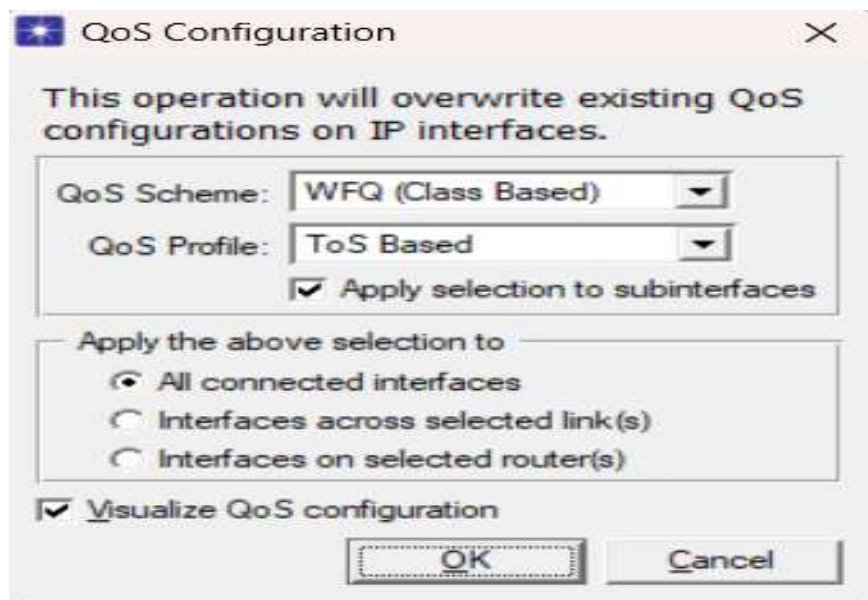 QoS Configuration
This operation will overwrite existing QoS
configurations on IP interfaces.
QoS Scheme: WFQ (Class Based)
QoS Profile: ToS Based
Apply selection to subinterfaces
Apply the above selection to
All connected interfaces
Interfaces across selected link(s)
Interfaces on selected router(s)
Visualize QoS configuration
OK Cancel